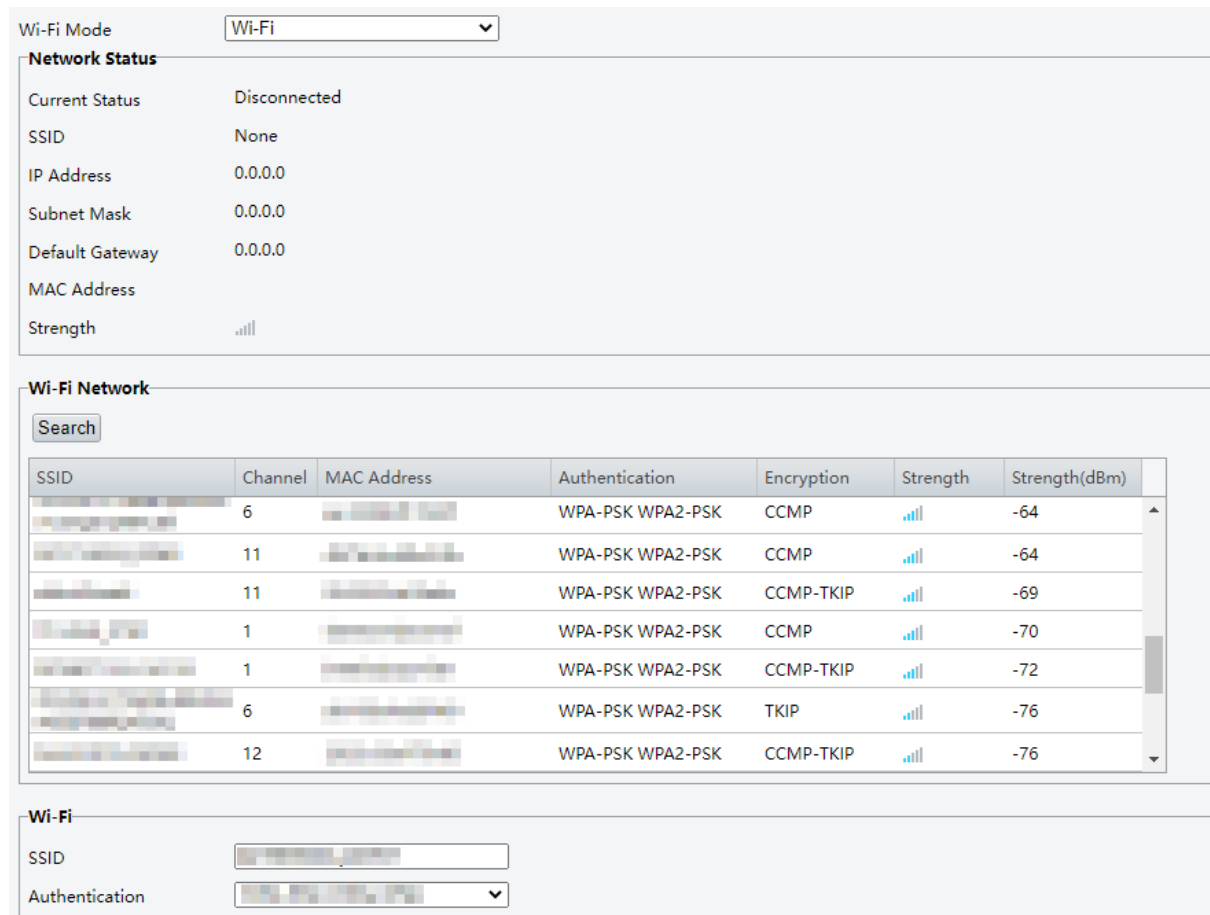 Wi-Fi Mode Wi-Fi
Network Status
Current Status Disconnected
SSID None
IP Address 0.0.0.0
Subnet Mask 0.0.0.0
Default Gateway 0.0.0.0
MAC Address
Strength
Wi-Fi Network
Search
SSID Channel MAC Address Authentication Encryption Strength Strength(dBm)
6 WPA-PSK WPA2-PSK CCMP -64
11 WPA-PSK WPA2-PSK CCMP -64
11 WPA-PSK WPA2-PSK CCMP-TKIP -69
1 WPA-PSK WPA2-PSK CCMP -70
1 WPA-PSK WPA2-PSK CCMP-TKIP -72
6 WPA-PSK WPA2-PSK TKIP -76
12 WPA-PSK WPA2-PSK CCMP-TKIP -76
Wi-Fi
SSID
Authentication